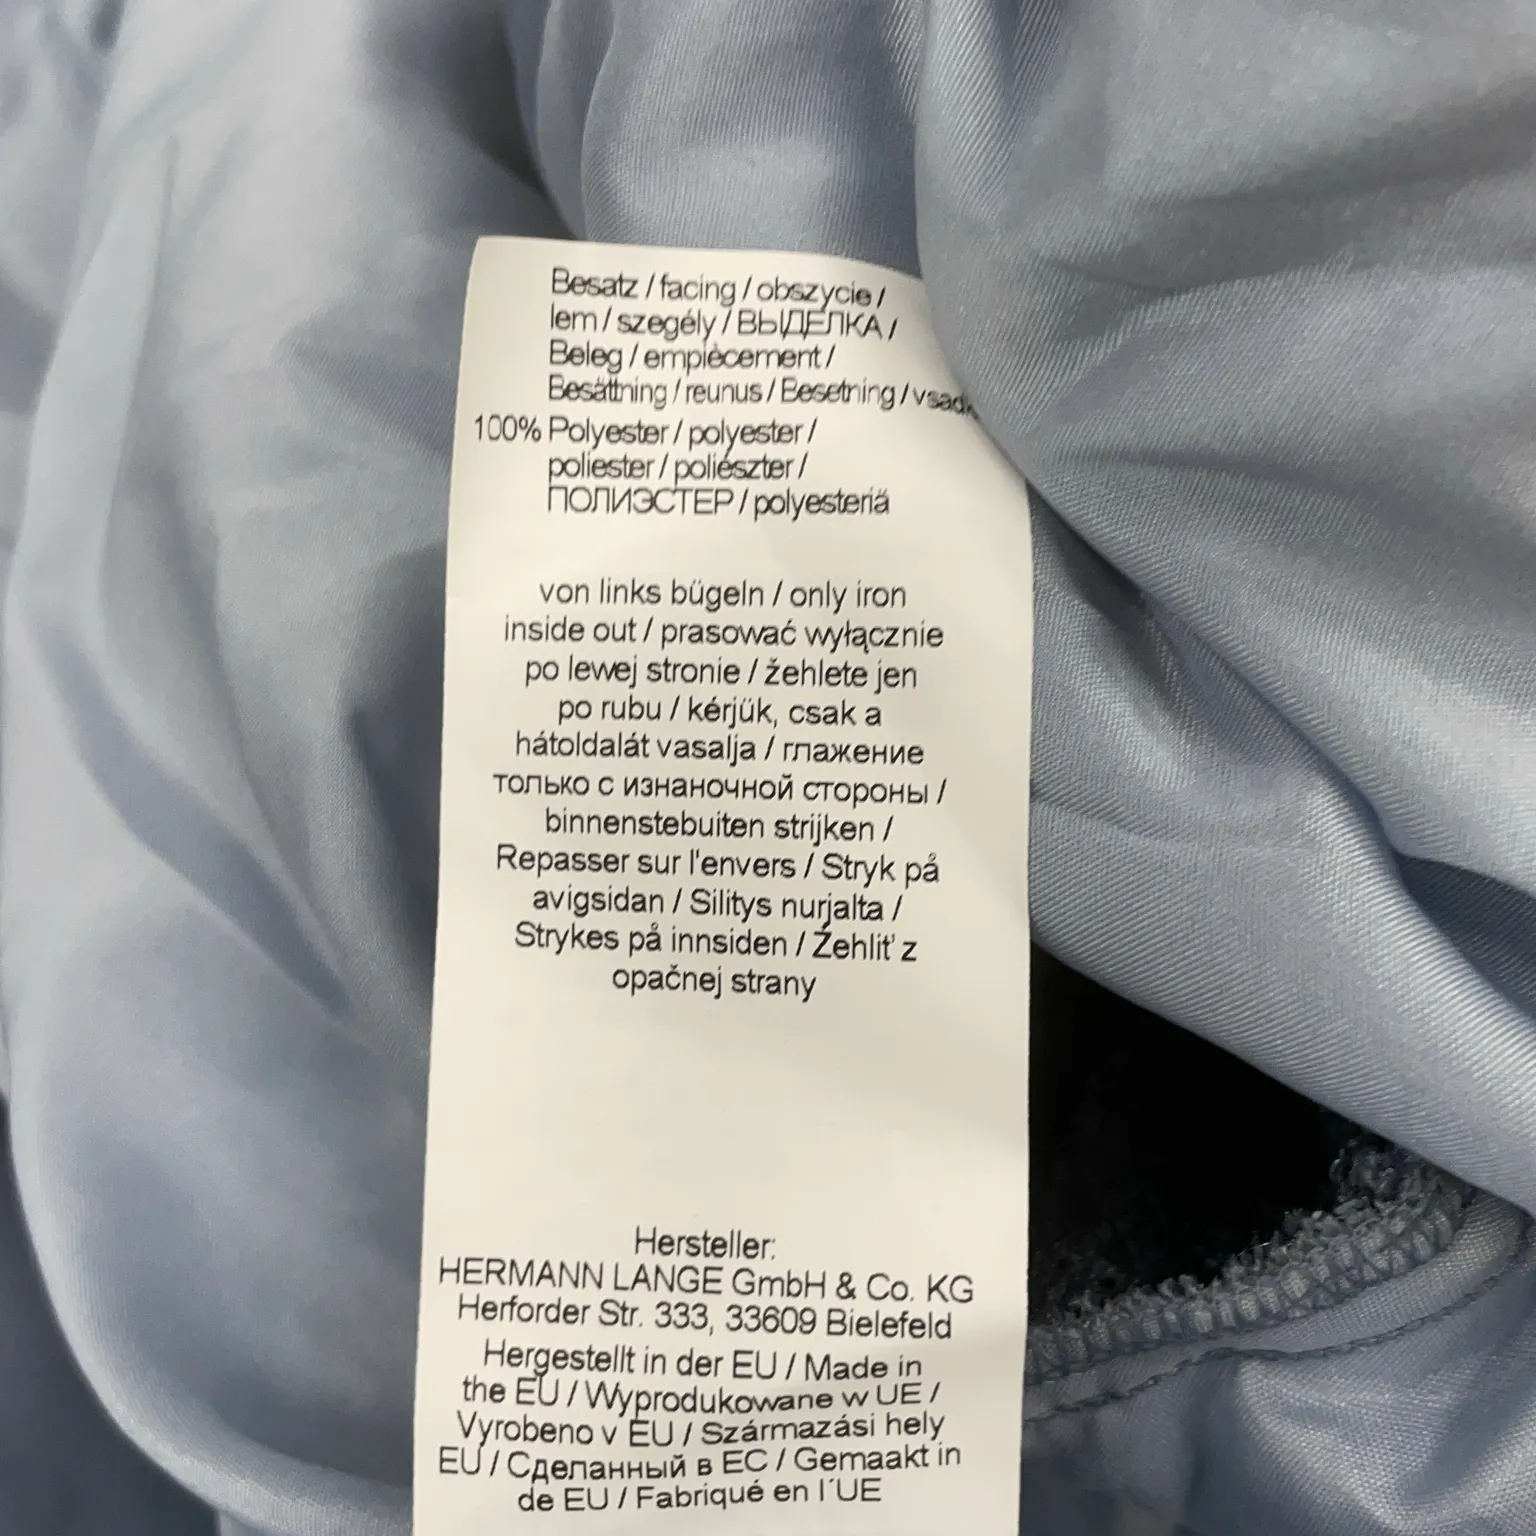 Besatz / facing / obszycie /
lem / szegély / ВЫДЕЛКА /
Beleg / empiècement /
Besättning / reunus / Besetning /
100% Polyester / polyester /
poliester / poliészter /
ПОЛИЭСТЕР / polyesteriä
von links bügeln / only iron
inside out / prasować wyłącznie
po lewej stronie / žehlete jen
po rubu / kérjük, csak a
hátoldalát vasalja / глажение
только с изнаночной стороны /
binnenstebuiten strijken /
Repasser sur l'envers / Stryk på
avigsidan / Silitys nurjalta /
Strykes på innsiden / Žehliť z
opačnej strany
Hersteller:
HERMANN LANGE GmbH & Co. KG
Herforder Str. 333, 33609 Bielefeld
Hergestellt in der EU / Made in
the EU / Wyprodukowane w UE /
Vyrobeno v EU / Származási hely
EU / Сделанный в ЕС / Gemaakt in
de EU / Fabriqué en l´UE